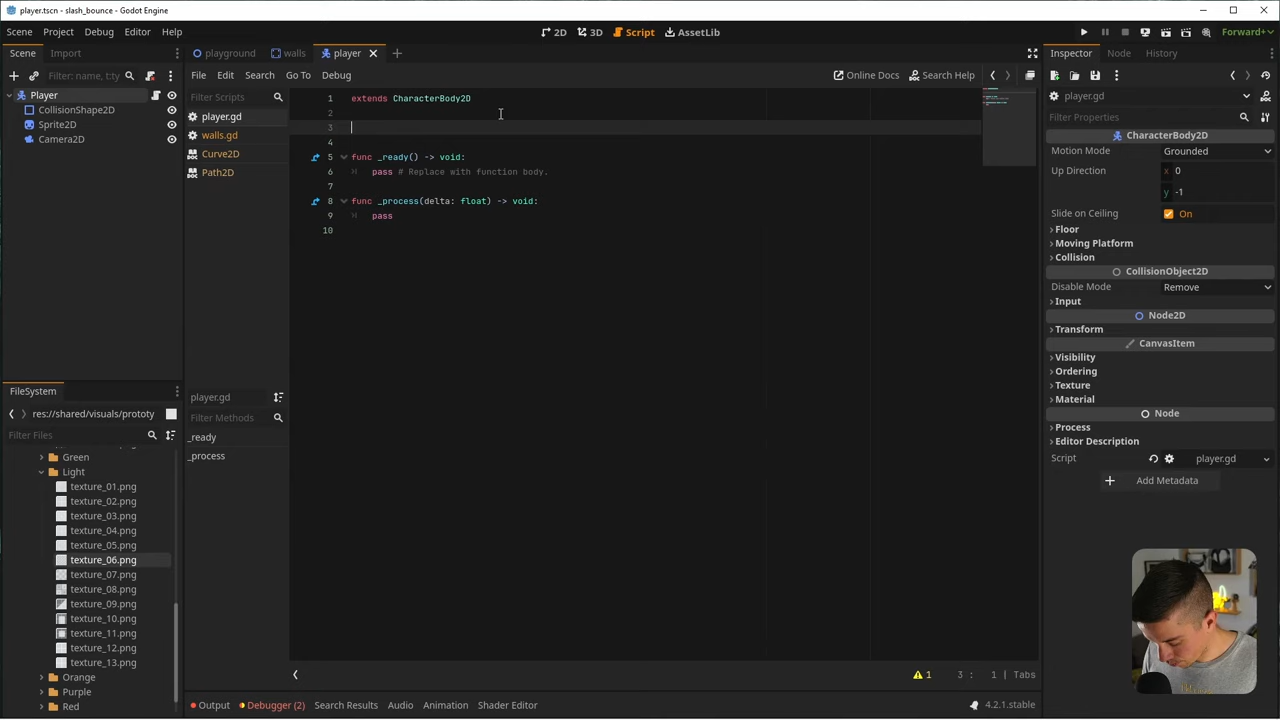 player.tscn - slash_bounce - Godot Engine
Scene Project Debug Editor Help
2D 3D Script AssetLib
Forward+
Scene Import
Filter: name, t:ty
Player
CollisionShape2D
Sprite2D
Camera2D
playground walls player
File Edit Search Go To Debug
Online Docs Search Help
Filter Scripts
player.gd
walls.gd
Curve2D
Path2D
player.gd
Filter Methods
_ready
_process
1 extends CharacterBody2D
2
3
4
5 func _ready() -> void:
6 pass # Replace with function body.
7
8 func _process(delta: float) -> void:
9 pass
10
1 3 : 1 | Tabs
Output Debugger (2) Search Results Audio Animation Shader Editor
4.2.1.stable
FileSystem
res://shared/visuals/prototy
Filter Files
Green
Light
texture_01.png
texture_02.png
texture_03.png
texture_04.png
texture_05.png
texture_06.png
texture_07.png
texture_08.png
texture_09.png
texture_10.png
texture_11.png
texture_12.png
texture_13.png
Orange
Purple
Red
Inspector Node History
player.gd
Filter Properties
CharacterBody2D
Motion Mode Grounded
Up Direction x 0
y -1
Slide on Ceiling On
Floor
Moving Platform
Collision
CollisionObject2D
Disable Mode Remove
Input
Node2D
Transform
CanvasItem
Visibility
Ordering
Texture
Material
Node
Process
Editor Description
Script player.gd
Add Metadata